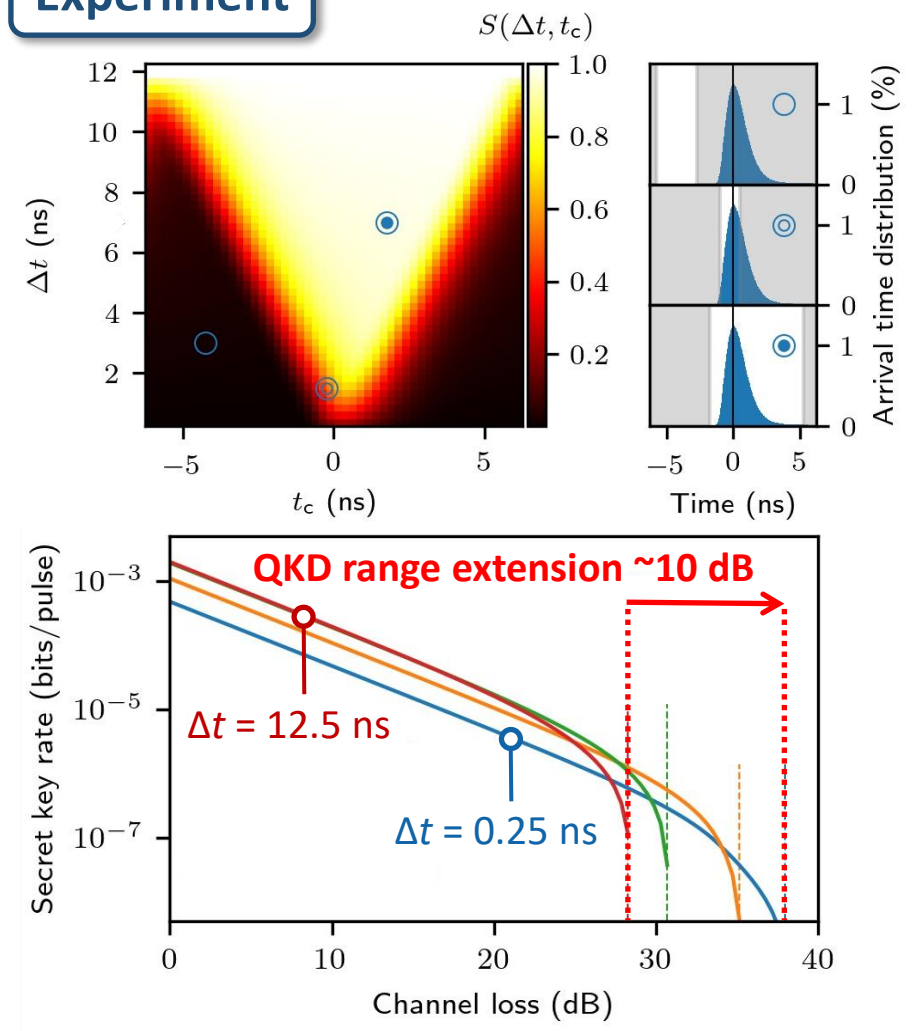 Experiment
S(Δt, t_c)
12
10
8
6
4
2
Δt (ns)
−5
0
5
t_c (ns)
1.0
0.8
0.6
0.4
0.2
1
0
1
0
1
0
Arrival time distribution (%)
−5
0
5
Time (ns)
QKD range extension ~10 dB
Δt = 12.5 ns
Δt = 0.25 ns
10⁻³
10⁻⁵
10⁻⁷
Secret key rate (bits/pulse)
0
10
20
30
40
Channel loss (dB)